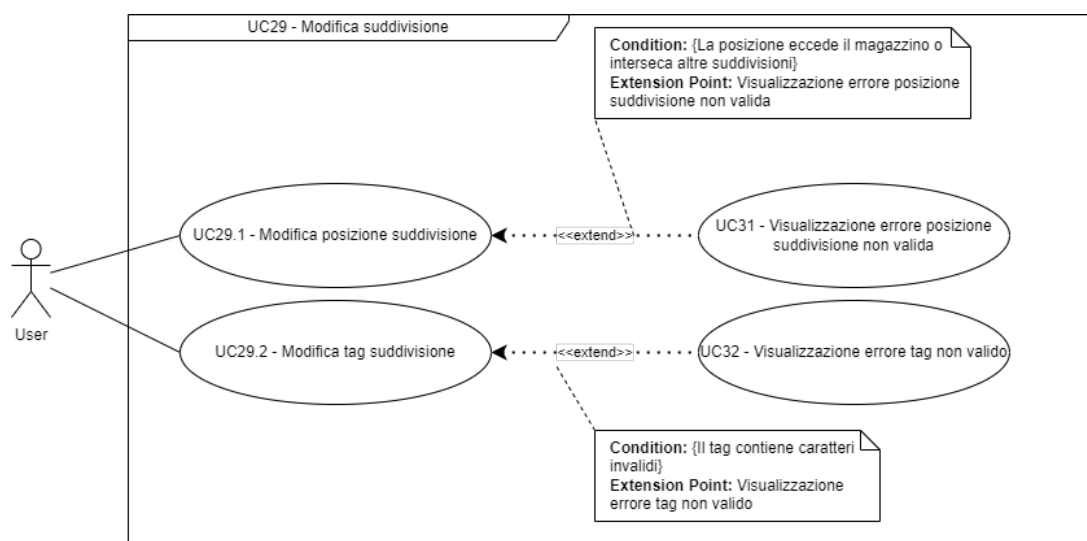 UC29 - Modifica suddivisione
Condition: {La posizione eccede il magazzino o
interseca altre suddivisioni}
Extension Point: Visualizzazione errore posizione
suddivisione non valida
UC29.1 - Modifica posizione suddivisione
<<extend>>
UC31 - Visualizzazione errore posizione
suddivisione non valida
User
UC29.2 - Modifica tag suddivisione
<<extend>>
UC32 - Visualizzazione errore tag non valido
Condition: {Il tag contiene caratteri
invalidi}
Extension Point: Visualizzazione
errore tag non valido